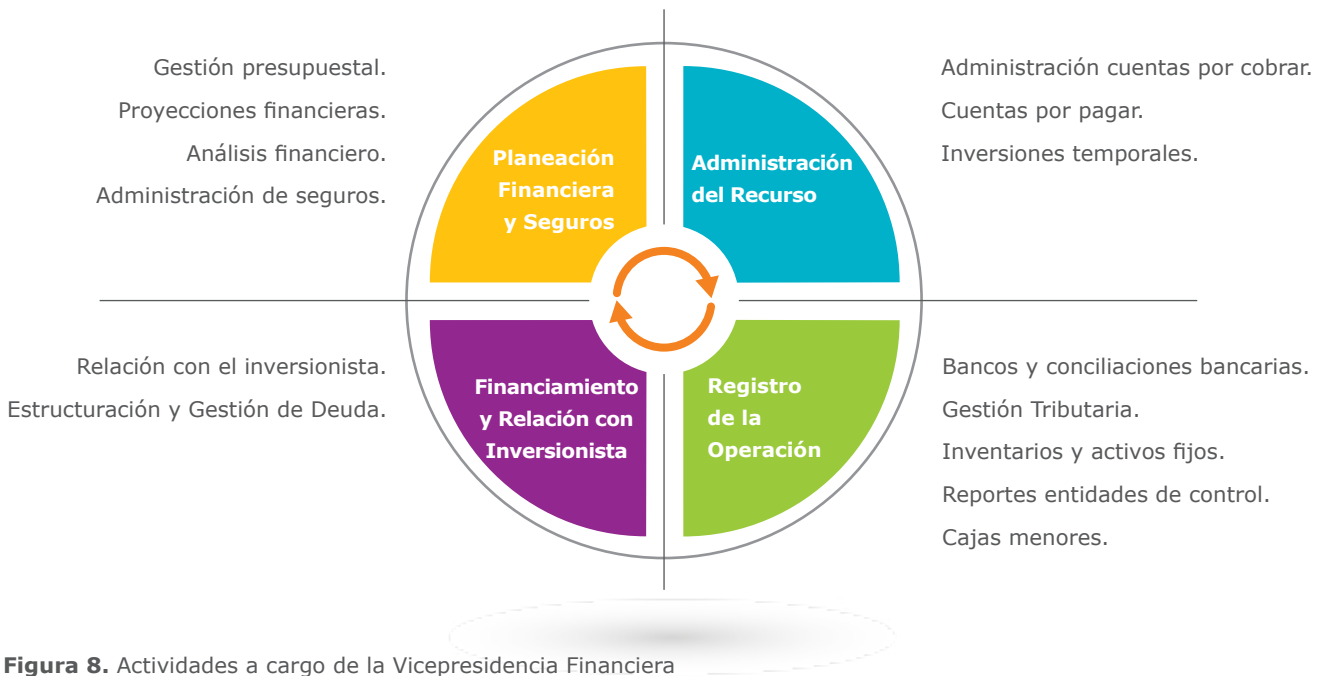 Gestión presupuestal.
Proyecciones financieras.
Análisis financiero.
Administración de seguros.
Planeación
Financiera
y Seguros
Administración
del Recurso
Administración cuentas por cobrar.
Cuentas por pagar.
Inversiones temporales.
Relación con el inversionista.
Estructuración y Gestión de Deuda.
Financiamiento
y Relación con
Inversionista
Registro
de la
Operación
Bancos y conciliaciones bancarias.
Gestión Tributaria.
Inventarios y activos fijos.
Reportes entidades de control.
Cajas menores.
Figura 8. Actividades a cargo de la Vicepresidencia Financiera